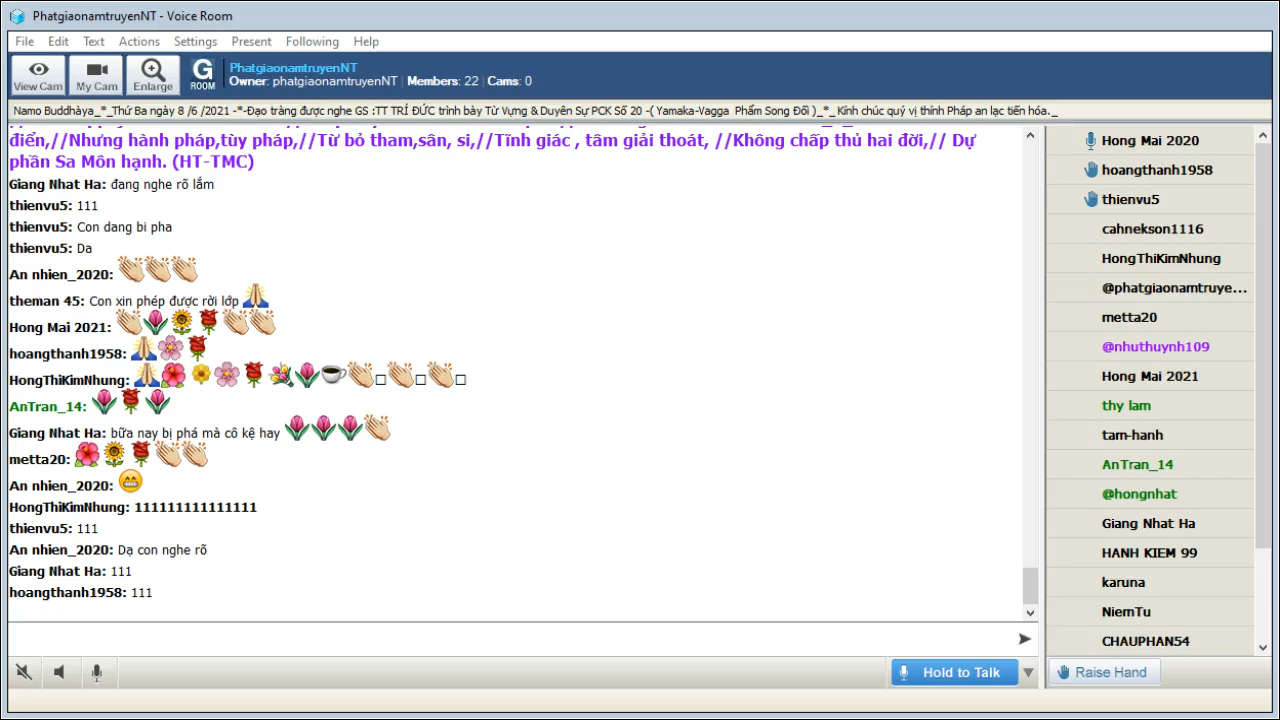 PhatgiaonamtruyenNT - Voice Room
File Edit Text Actions Settings Present Following Help
View Cam
My Cam
Enlarge
G
ROOM
PhatgiaonamtruyenNT
Owner: phatgiaonamtruyenNT | Members: 22 | Cams: 0
Namo Buddhàya_*_Thứ Ba ngày 8 /6 /2021 -*-Đạo tràng được nghe GS :TT TRÍ ĐỨC trình bày Từ Vựng & Duyên Sự PCK Số 20 -( Yamaka-Vagga Phẩm Song Đối )_*_ Kính chúc quý vị thính Pháp an lạc tiến hóa._
điển,//Nhưng hành pháp,tùy pháp,//Từ bỏ tham,sân, si,//Tĩnh giác , tâm giải thoát, //Không chấp thủ hai đời,// Dự
phần Sa Môn hạnh. (HT-TMC)
Giang Nhat Ha: đang nghe rõ lắm
thienvu5: 111
thienvu5: Con dang bi pha
thienvu5: Da
An nhien_2020:
theman 45: Con xin phép được rởi lớp
Hong Mai 2021:
hoangthanh1958:
HongThiKimNhung:
AnTran_14:
Giang Nhat Ha: bữa nay bị phá mà cô kệ hay
metta20:
An nhien_2020:
HongThiKimNhung: 111111111111111
thienvu5: 111
An nhien_2020: Dạ con nghe rõ
Giang Nhat Ha: 111
hoangthanh1958: 111
Hold to Talk
Hong Mai 2020
hoangthanh1958
thienvu5
cahnekson1116
HongThiKimNhung
@phatgiaonamtruye...
metta20
@nhuthuynh109
Hong Mai 2021
thy lam
tam-hanh
AnTran_14
@hongnhat
Giang Nhat Ha
HANH KIEM 99
karuna
NiemTu
CHAUPHAN54
Raise Hand